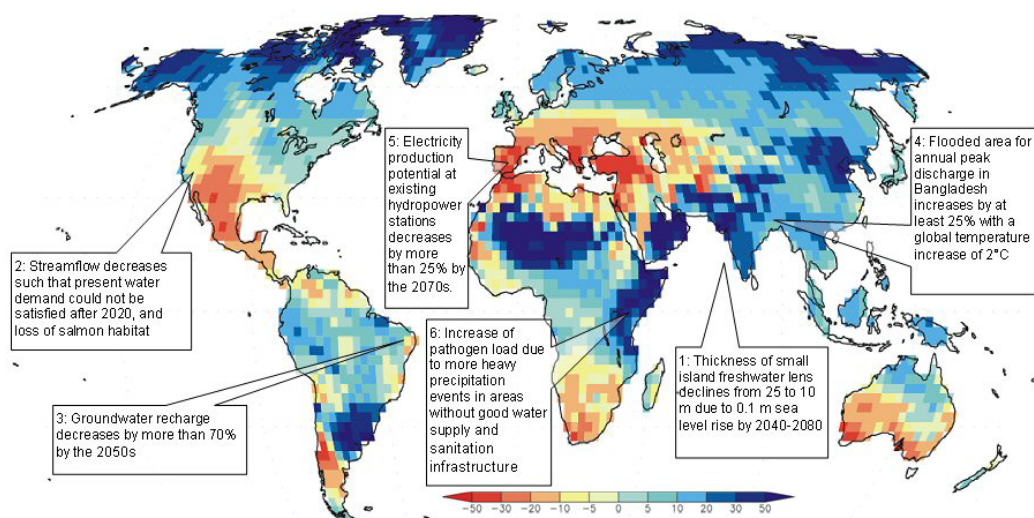 5: Electricity
production
potential at
existing
hydropower
stations
decreases
by more
than 25% by
the 2070s.
4: Flooded area for
annual peak
discharge in
Bangladesh
increases by at
least 25% with a
global temperature
increase of 2°C
2: Streamflow decreases
such that present water
demand could not be
satisfied after 2020, and
loss of salmon habitat
6: Increase of
pathogen load due
to more heavy
precipitation
events in areas
without good water
supply and
sanitation
infrastructure
1: Thickness of small
island freshwater lens
declines from 25 to 10
m due to 0.1 m sea
level rise by 2040-2080
3: Groundwater recharge
decreases by more than 70%
by the 2050s
-50 -30 -20 -10 -5 0 5 10 20 30 50